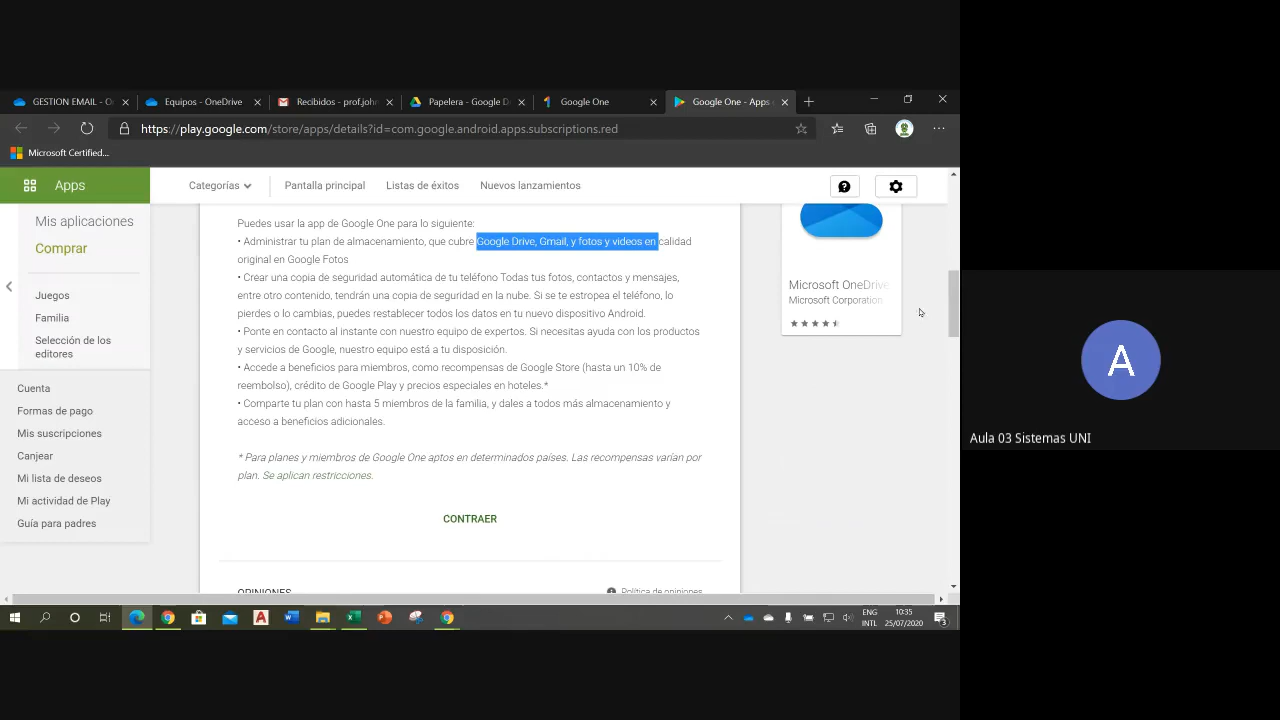 GESTION EMAIL - O
Equipos - OneDrive
Recibidos - prof.john
Papelera - Google D
Google One
Google One - Apps
https://play.google.com/store/apps/details?id=com.google.android.apps.subscriptions.red
Microsoft Certified...
Apps
Categorías
Pantalla principal
Listas de éxitos
Nuevos lanzamientos
Mis aplicaciones
Comprar
Juegos
Familia
Selección de los
editores
Cuenta
Formas de pago
Mis suscripciones
Canjear
Mi lista de deseos
Mi actividad de Play
Guía para padres
Puedes usar la app de Google One para lo siguiente:
• Administrar tu plan de almacenamiento, que cubre Google Drive, Gmail, y fotos y videos en calidad
original en Google Fotos
• Crear una copia de seguridad automática de tu teléfono Todas tus fotos, contactos y mensajes,
entre otro contenido, tendrán una copia de seguridad en la nube. Si se te estropea el teléfono, lo
pierdes o lo cambias, puedes restablecer todos los datos en tu nuevo dispositivo Android.
• Ponte en contacto al instante con nuestro equipo de expertos. Si necesitas ayuda con los productos
y servicios de Google, nuestro equipo está a tu disposición.
• Accede a beneficios para miembros, como recompensas de Google Store (hasta un 10% de
reembolso), crédito de Google Play y precios especiales en hoteles.*
• Comparte tu plan con hasta 5 miembros de la familia, y dales a todos más almacenamiento y
acceso a beneficios adicionales.
* Para planes y miembros de Google One aptos en determinados países. Las recompensas varían por
plan. Se aplican restricciones.
CONTRAER
OPINIONES
Política de opiniones
Microsoft OneDrive
Microsoft Corporation
A
Aula 03 Sistemas UNI
ENG
INTL
10:35
25/07/2020
3